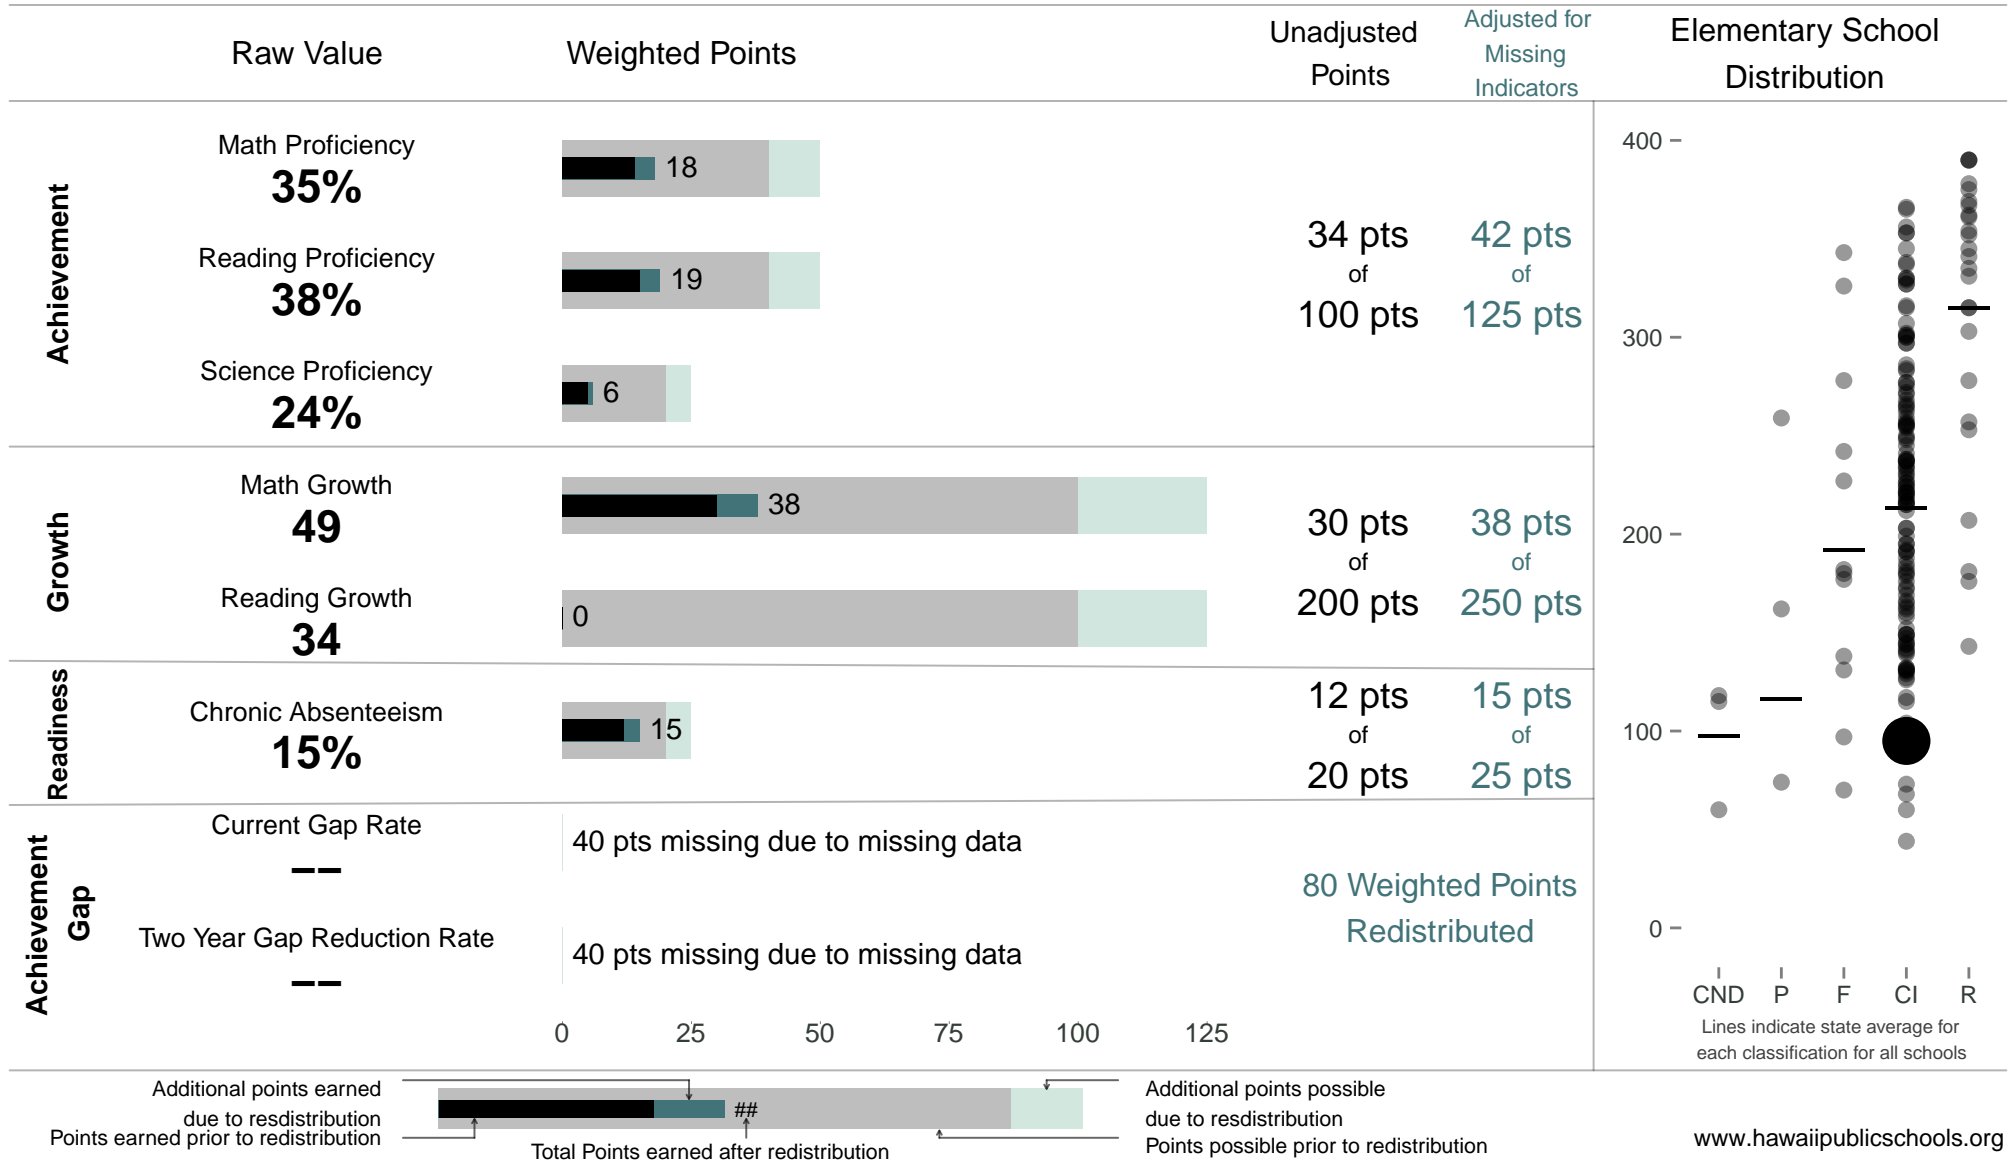 Raw Value
Weighted Points
Unadjusted
Points
Adjusted for
Missing
Indicators
Elementary School
Distribution
Achievement
Math Proficiency
35%
18
Reading Proficiency
38%
19
Science Proficiency
24%
6
34 pts
of
100 pts
42 pts
of
125 pts
Growth
Math Growth
49
38
Reading Growth
34
0
30 pts
of
200 pts
38 pts
of
250 pts
Readiness
Chronic Absenteeism
15%
15
12 pts
of
20 pts
15 pts
of
25 pts
Achievement
Gap
Current Gap Rate
--
40 pts missing due to missing data
Two Year Gap Reduction Rate
--
40 pts missing due to missing data
80 Weighted Points
Redistributed
0 25 50 75 100 125
400
300
200
100
0
CND P F CI R
Lines indicate state average for
each classification for all schools
Additional points earned
due to resdistribution
Points earned prior to redistribution
##
Total Points earned after redistribution
Additional points possible
due to resdistribution
Points possible prior to redistribution
www.hawaiipublicschools.org